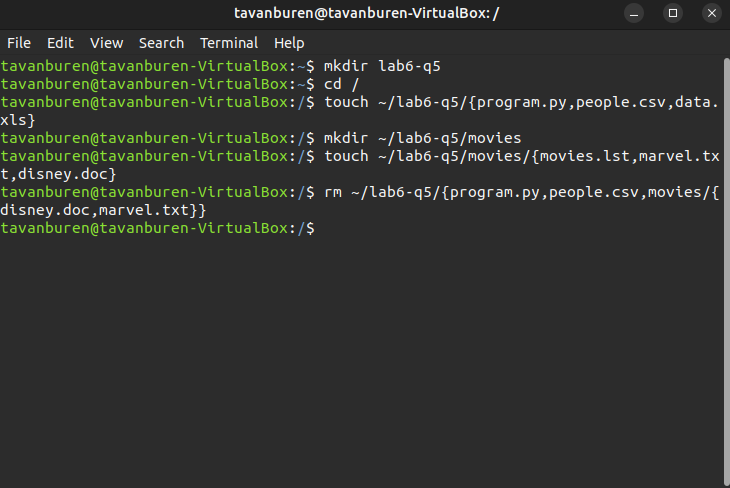 tavanburen@tavanburen-VirtualBox: /
File Edit View Search Terminal Help
tavanburen@tavanburen-VirtualBox:~$ mkdir lab6-q5
tavanburen@tavanburen-VirtualBox:~$ cd /
tavanburen@tavanburen-VirtualBox:/$ touch ~/lab6-q5/{program.py,people.csv,data.
xls}
tavanburen@tavanburen-VirtualBox:/$ mkdir ~/lab6-q5/movies
tavanburen@tavanburen-VirtualBox:/$ touch ~/lab6-q5/movies/{movies.lst,marvel.tx
t,disney.doc}
tavanburen@tavanburen-VirtualBox:/$ rm ~/lab6-q5/{program.py,people.csv,movies/{
disney.doc,marvel.txt}}
tavanburen@tavanburen-VirtualBox:/$